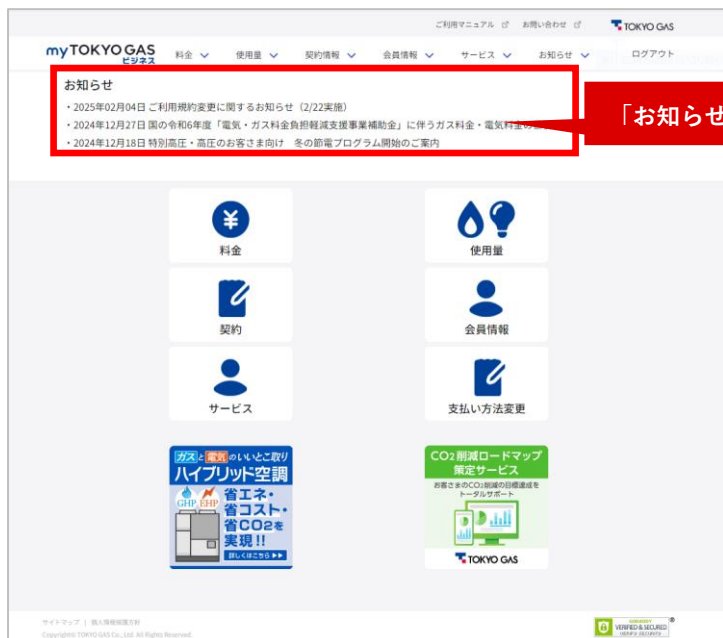 ご利用マニュアル お問い合わせ TOKYO GAS
myTOKYOGAS
ビジネス
料金 使用量 契約情報 会員情報 サービス お知らせ ログアウト
お知らせ
・2025年02月04日 ご利用規約変更に関するお知らせ（2/22実施）
・2024年12月27日 国の令和6年度「電気・ガス料金負担軽減支援事業補助金」に伴うガス料金・電気料金の
・2024年12月18日 特別高圧・高圧のお客さま向け 冬の節電プログラム開始のご案内
「お知らせ
料金 使用量
契約 会員情報
サービス 支払い方法変更
ガスと電気のいいとこ取り
ハイブリッド空調
GHP EHP
省エネ・
省コスト・
省CO2を
実現!!
詳しくはこちら
CO2削減ロードマップ
策定サービス
お客さまのCO2削減の目標達成を
トータルサポート
TOKYO GAS
サイトマップ | 個人情報保護方針
Copyright© TOKYO GAS Co., Ltd. All Rights Reserved.
VERIFIED & SECURED
VERIFY SECURITY